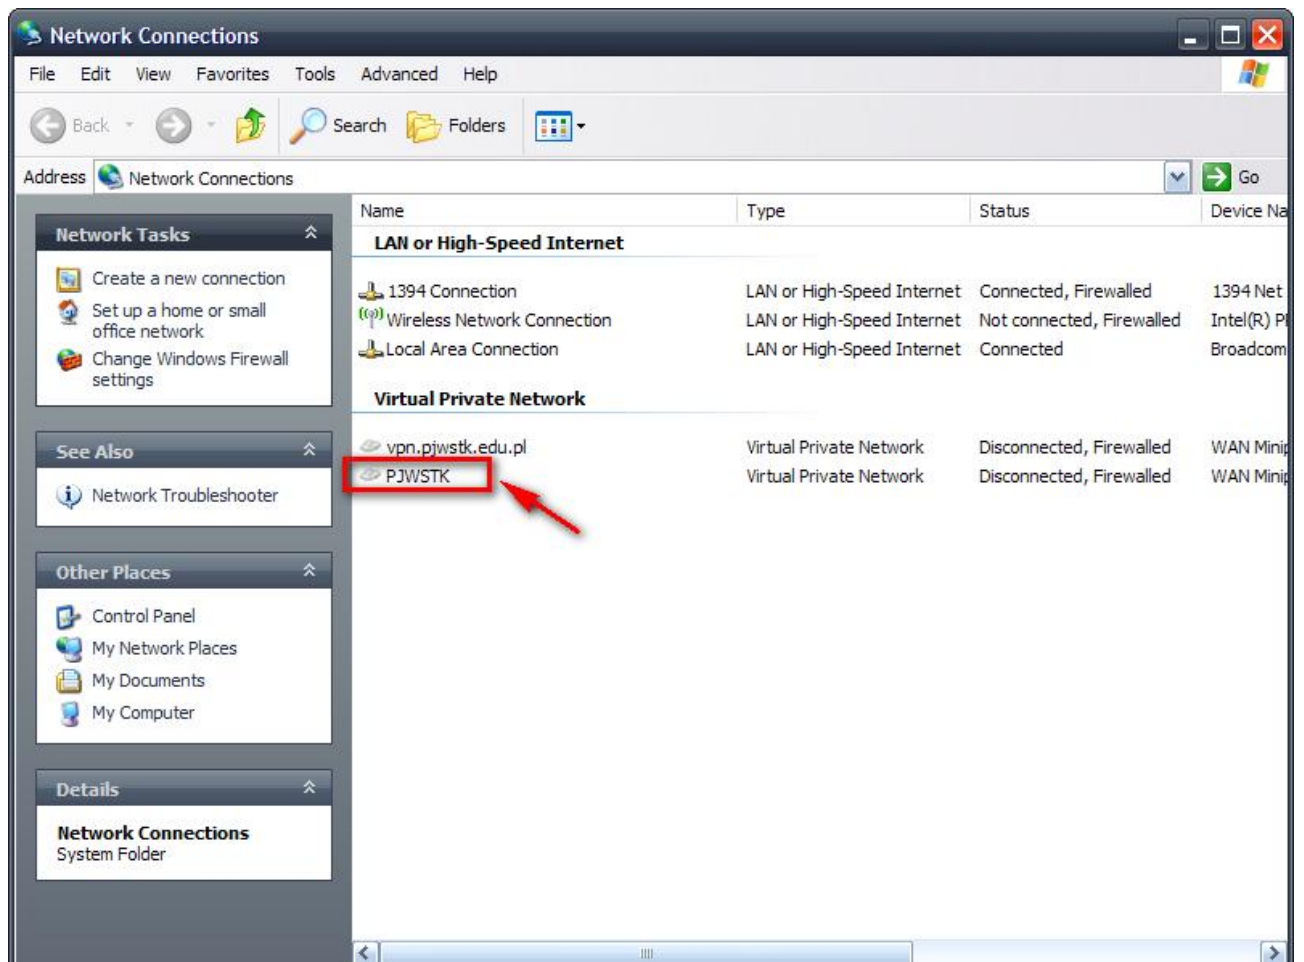 Network Connections
File Edit View Favorites Tools Advanced Help
Back Search Folders
Address Network Connections Go
Network Tasks
Create a new connection
Set up a home or small
office network
Change Windows Firewall
settings
See Also
Network Troubleshooter
Other Places
Control Panel
My Network Places
My Documents
My Computer
Details
Network Connections
System Folder
Name Type Status Device Na
LAN or High-Speed Internet
1394 Connection LAN or High-Speed Internet Connected, Firewalled 1394 Net
Wireless Network Connection LAN or High-Speed Internet Not connected, Firewalled Intel(R) P
Local Area Connection LAN or High-Speed Internet Connected Broadcom
Virtual Private Network
vpn.pjwstk.edu.pl Virtual Private Network Disconnected, Firewalled WAN Minip
PJWSTK Virtual Private Network Disconnected, Firewalled WAN Minip